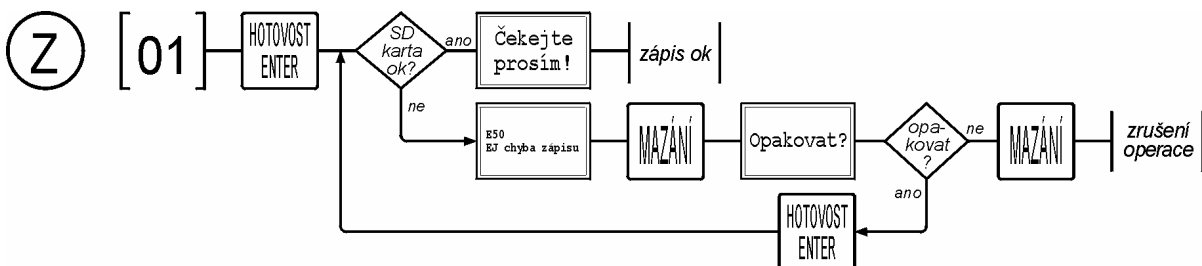 Z
[01]
HOTOVOST
ENTER
SD
karta
ok?
ano
Čekejte
prosím!
zápis ok
ne
E50
EJ chyba zápisu
MAZÁNÍ
Opakovat?
opa-
kovat
?
ne
MAZÁNÍ
zrušení
operace
ano
HOTOVOST
ENTER